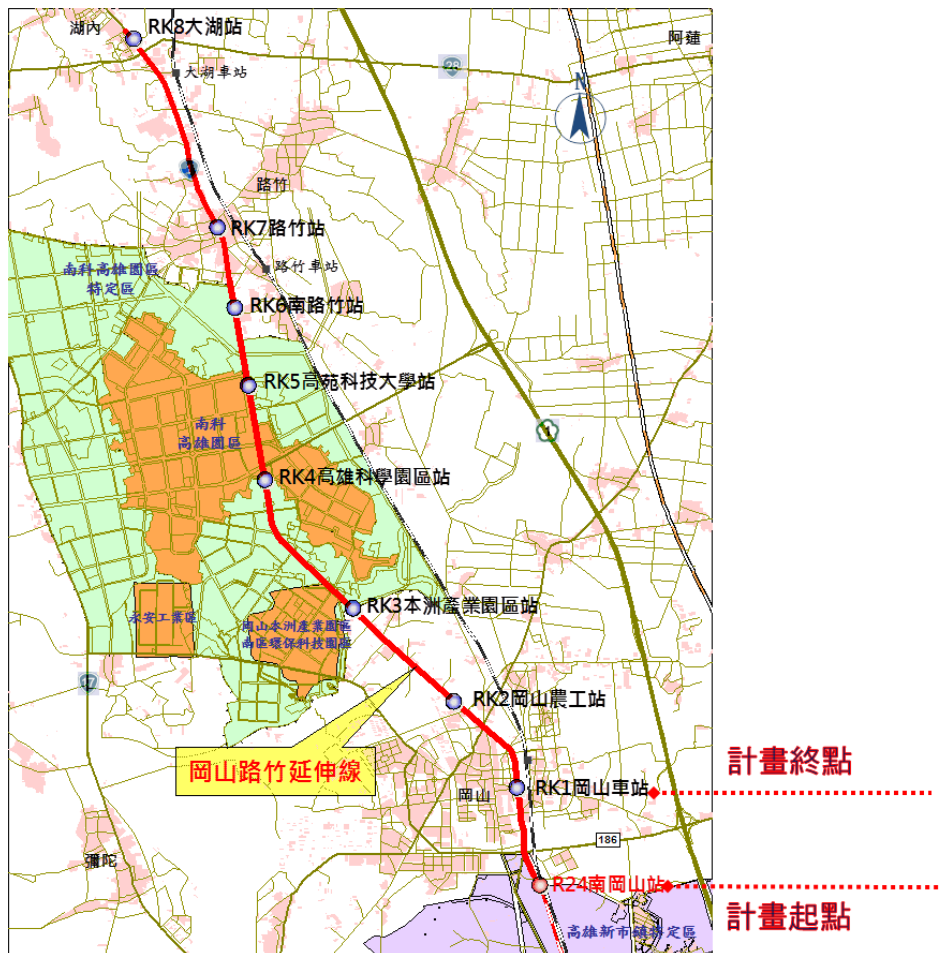 湖內
RK8大湖站
阿蓮
大湖車站
28
N
路竹
RK7路竹站
路竹車站
南科高雄園區
特定區
RK6南路竹站
RK5高苑科技大學站
南科
高雄園區
1
RK4高雄科學園區站
RK3本洲產業園區站
永安工業區
岡山本洲產業園區
南區環保科技園區
17
RK2岡山農工站
岡山路竹延伸線
計畫終點
RK1岡山車站
岡山
186
彌陀
R24南岡山站
計畫起點
高雄新市鎮特定區